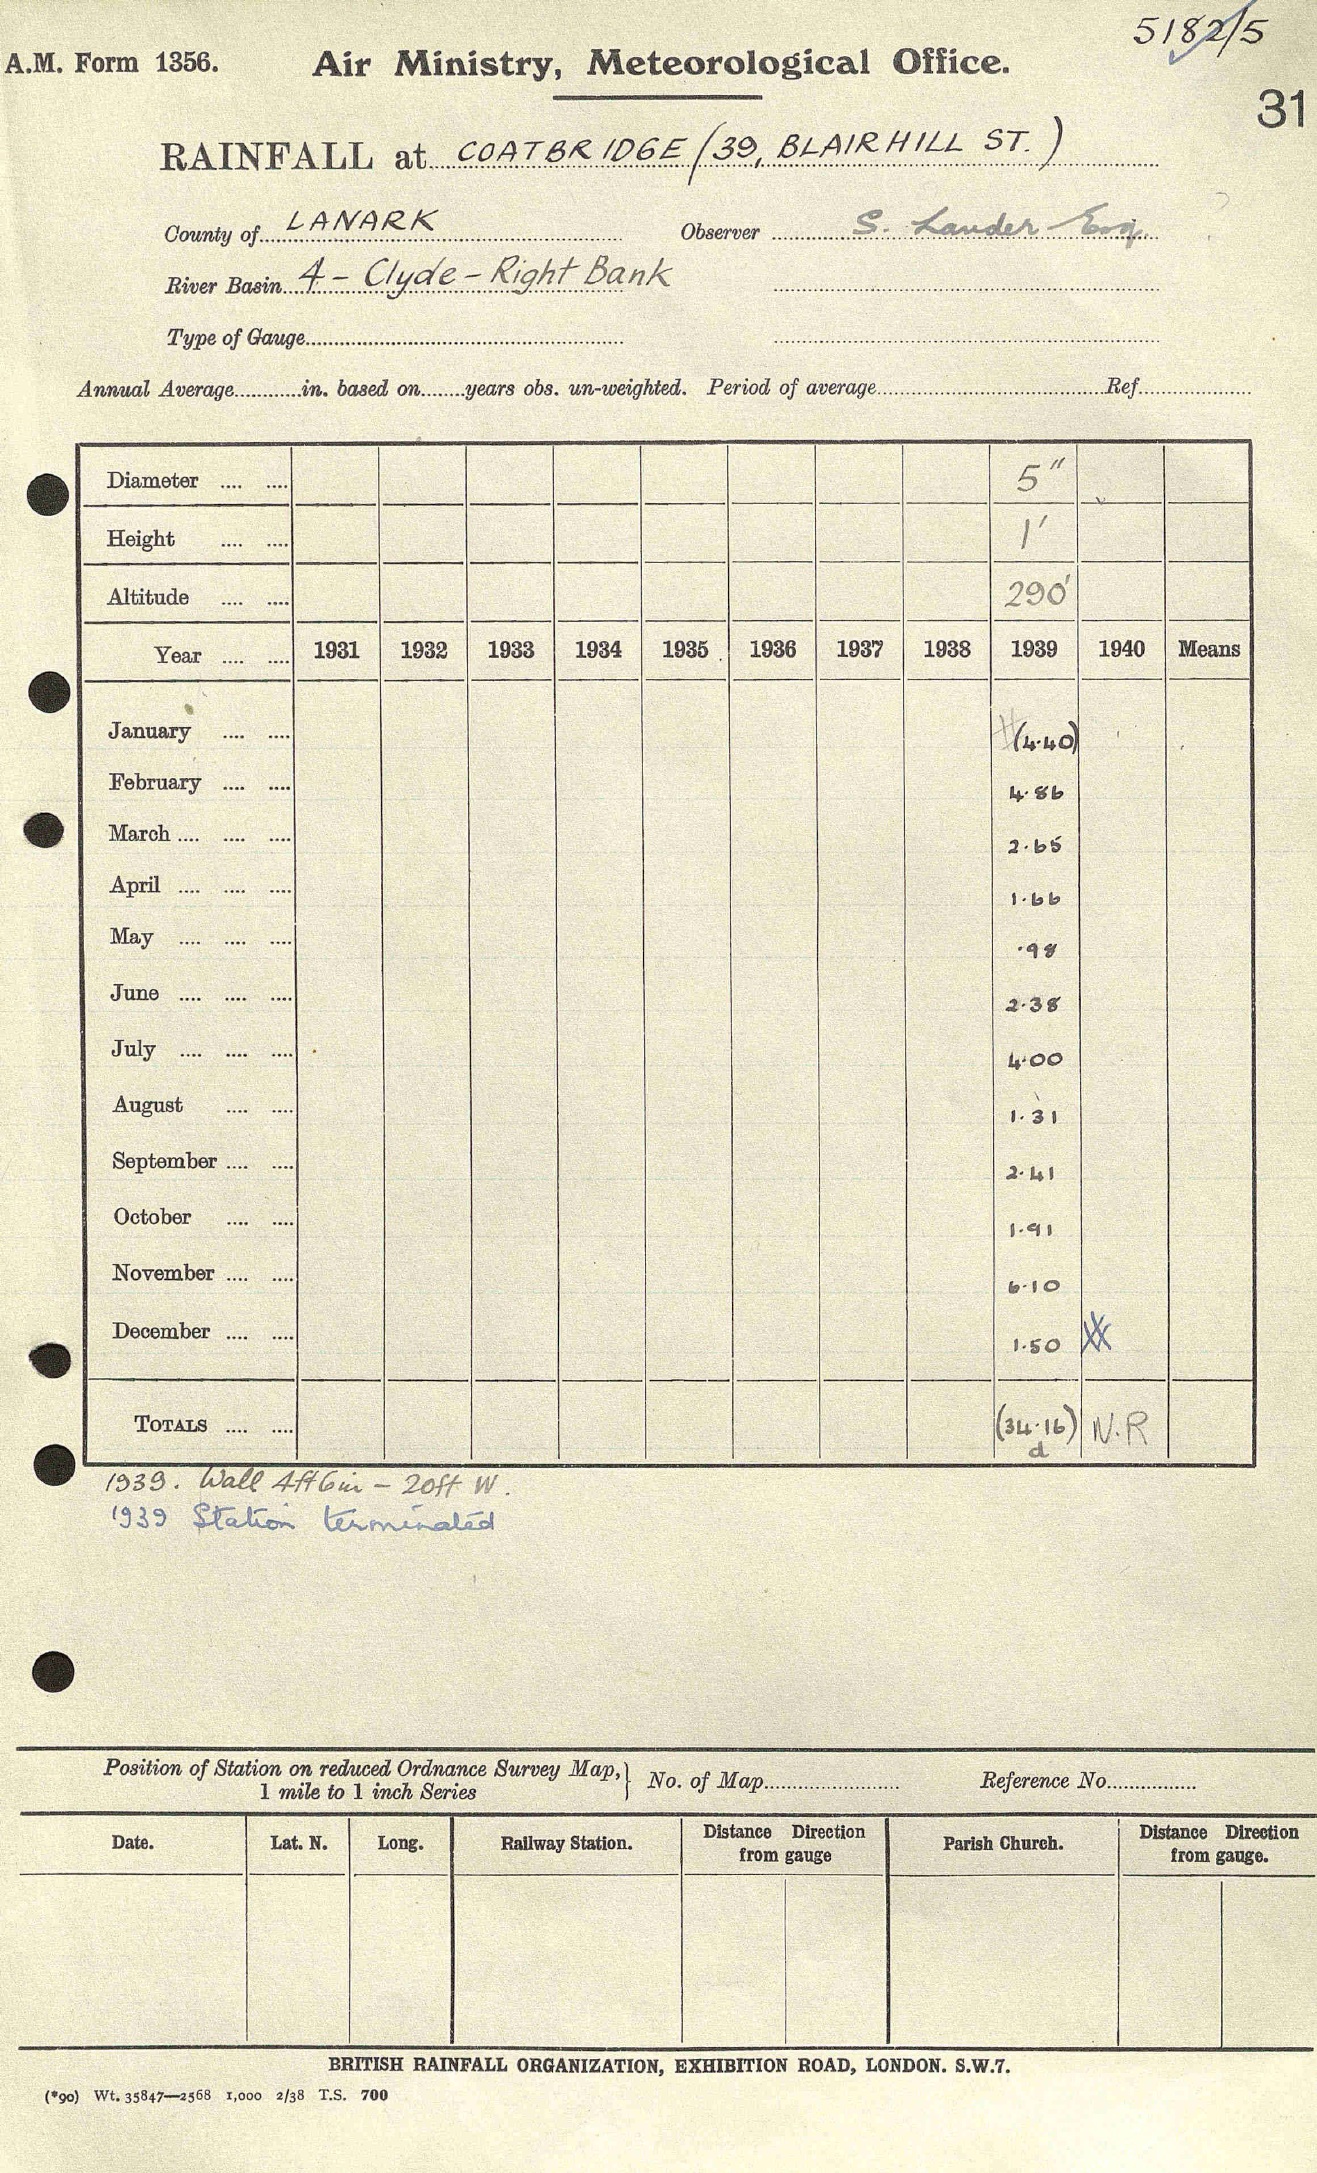 5182/5
A.M. Form 1356.
Air Ministry, Meteorological Office.
31
RAINFALL at COATBRIDGE (39, BLAIRHILL ST.)
County of LANARK Observer S. Lauder Esq.
River Basin 4 - Clyde - Right Bank
Type of Gauge
Annual Average............in. based on........years obs. un-weighted. Period of average........Ref........
Diameter .... .... 5"
Height .... .... 1'
Altitude .... .... 290'
Year .... .... 1931 1932 1933 1934 1935 1936 1937 1938 1939 1940 Means
January .... .... (4.40)
February .... .... 4.86
March .... .... .... 2.65
April .... .... .... 1.66
May .... .... .... .98
June .... .... .... 2.38
July .... .... .... 4.00
August .... .... 1.31
September .... .... 2.41
October .... .... 1.91
November .... .... 6.10
December .... .... 1.50
TOTALS .... .... (34.16) N.R
d
1939. Wall 4ft 6in - 20ft W.
1939 Station terminated
Position of Station on reduced Ordnance Survey Map,} No. of Map........ Reference No........
1 mile to 1 inch Series
Date. Lat. N. Long. Railway Station. Distance Direction from gauge Parish Church. Distance Direction from gauge.
BRITISH RAINFALL ORGANIZATION, EXHIBITION ROAD, LONDON. S.W.7.
(*90) Wt. 35847—2568 1,000 2/38 T.S. 700